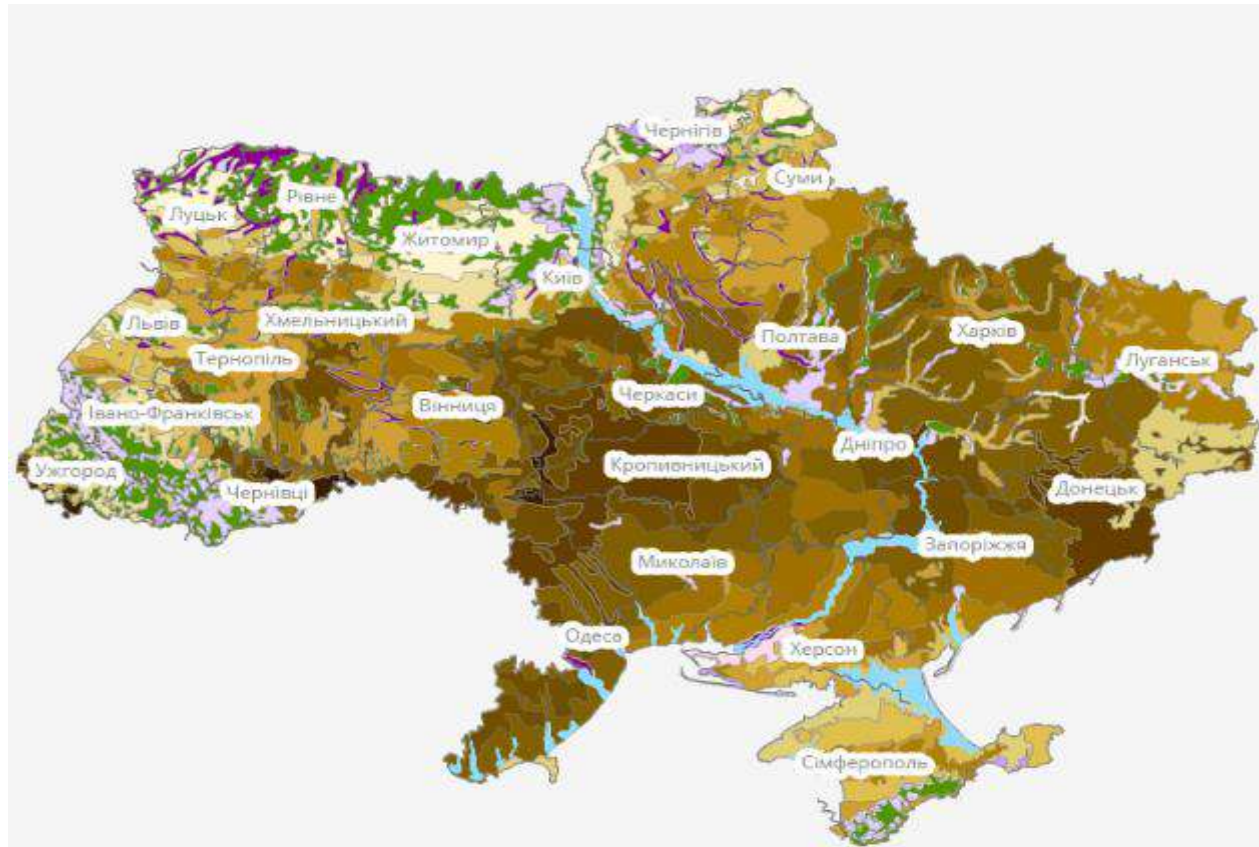 Чернігів
Суми
Рівне
Луцьк
Житомир
Київ
Львів
Хмельницький
Полтава
Харків
Тернопіль
Луганськ
Черкаси
Вінниця
Івано-Франківськ
Дніпро
Кропивницький
Ужгород
Чернівці
Донецьк
Запоріжжя
Миколаїв
Одеса
Херсон
Сімферополь